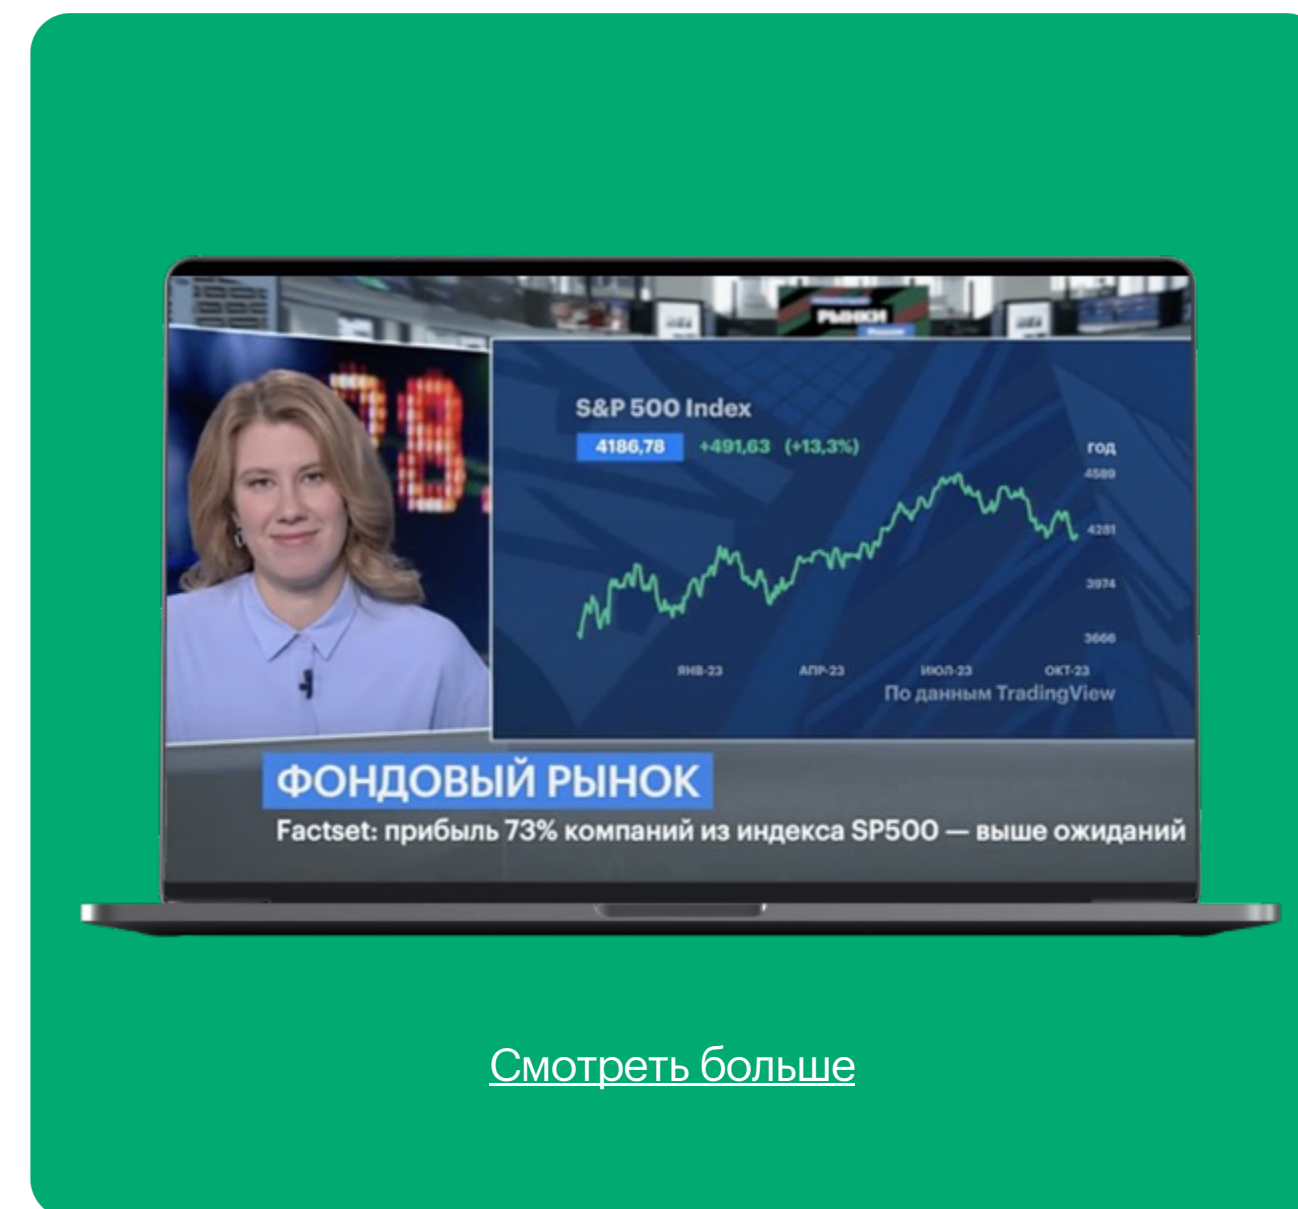 РЫНКИ
78
S&P 500 Index
4186,78 +491,63 (+13,3%)
год
4589
4281
3974
3666
ЯНВ-23 АПР-23 ИЮЛ-23 ОКТ-23
По данным TradingView
ФОНДОВЫЙ РЫНОК
Factset: прибыль 73% компаний из индекса SP500 — выше ожиданий
Смотреть больше